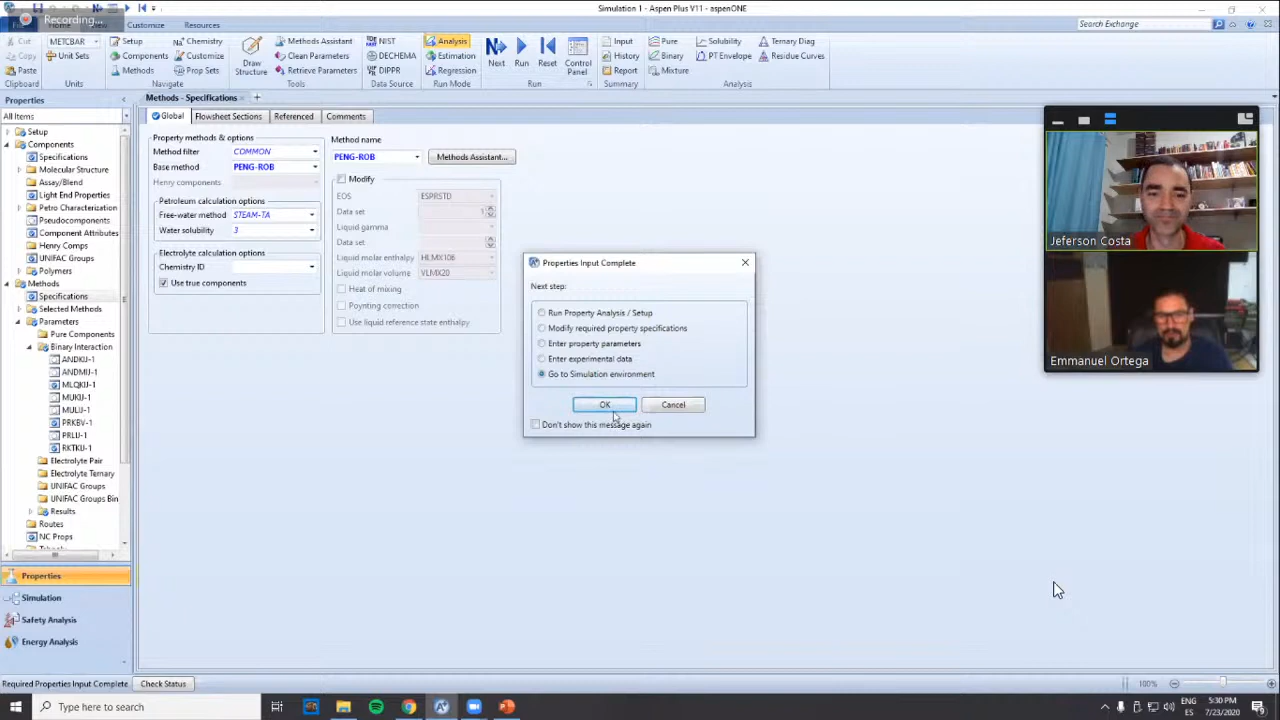 Simulation 1 - Aspen Plus V11 - aspenONE
Recording...
Customize Resources
Search Exchange
Cut METCBAR Setup Chemistry Methods Assistant NIST Analysis Input Pure Solubility Ternary Diag
Copy Unit Sets Components Customize Clean Parameters DECHEMA Estimation History Binary PT Envelope Residue Curves
Paste Methods Prop Sets Draw Structure Retrieve Parameters DIPPR Regression Next Run Reset Control Panel Report Mixture
Clipboard Units Navigate Tools Data Source Run Mode Run Summary Analysis
Properties
All Items
Setup
Components
Specifications
Molecular Structure
Assay/Blend
Light End Properties
Petro Characterization
Pseudocomponents
Component Attributes
Henry Comps
UNIFAC Groups
Polymers
Methods
Specifications
Selected Methods
Parameters
Pure Components
Binary Interaction
ANDKIJ-1
ANDMIJ-1
MLQKIJ-1
MUKIJ-1
MULIJ-1
PRKBV-1
PRLIJ-1
RKTKIJ-1
Electrolyte Pair
Electrolyte Ternary
UNIFAC Groups
UNIFAC Groups Bin
Results
Routes
NC Props
Properties
Simulation
Safety Analysis
Energy Analysis
Methods - Specifications
Global Flowsheet Sections Referenced Comments
Property methods & options
Method filter COMMON
Base method PENG-ROB
Henry components
Petroleum calculation options
Free-water method STEAM-TA
Water solubility 3
Electrolyte calculation options
Chemistry ID
Use true components
Method name
PENG-ROB Methods Assistant...
Modify
EOS ESPRSTD
Data set 1
Liquid gamma
Data set
Liquid molar enthalpy HLMX106
Liquid molar volume VLMX20
Heat of mixing
Poynting correction
Use liquid reference state enthalpy
Properties Input Complete
Next step:
Run Property Analysis / Setup
Modify required property specifications
Enter property parameters
Enter experimental data
Go to Simulation environment
OK Cancel
Don't show this message again
Jeferson Costa
Emmanuel Ortega
Required Properties Input Complete Check Status
100%
Type here to search
ENG 5:30 PM
ES 7/23/2020